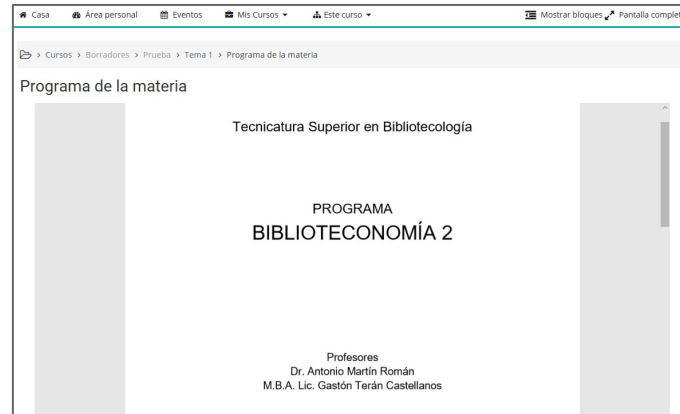 Casa Área personal Eventos Mis Cursos Este curso Mostrar bloques Pantalla complet
> Cursos > Borradores > Prueba > Tema 1 > Programa de la materia
Programa de la materia
Tecnicatura Superior en Bibliotecología
PROGRAMA
BIBLIOTECONOMÍA 2
Profesores
Dr. Antonio Martín Román
M.B.A. Lic. Gastón Terán Castellanos